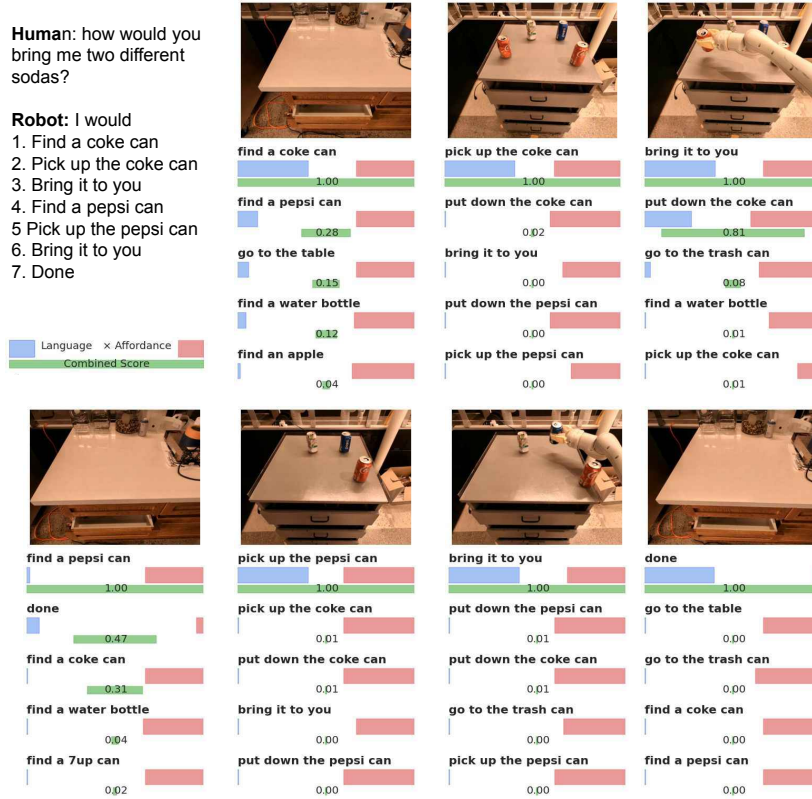 Human: how would you
bring me two different
sodas?
Robot: I would
1. Find a coke can
2. Pick up the coke can
3. Bring it to you
4. Find a pepsi can
5 Pick up the pepsi can
6. Bring it to you
7. Done
Language × Affordance
Combined Score
find a coke can
1.00
find a pepsi can
0.28
go to the table
0.15
find a water bottle
0.12
find an apple
0.04
pick up the coke can
1.00
put down the coke can
0.02
bring it to you
0.00
put down the pepsi can
0.00
pick up the pepsi can
0.00
bring it to you
1.00
put down the coke can
0.81
go to the trash can
0.08
find a water bottle
0.01
pick up the coke can
0.01
find a pepsi can
1.00
done
0.47
find a coke can
0.31
find a water bottle
0.04
find a 7up can
0.02
pick up the pepsi can
1.00
pick up the coke can
0.01
put down the coke can
0.01
bring it to you
0.00
put down the pepsi can
0.00
bring it to you
1.00
put down the pepsi can
0.01
put down the coke can
0.01
go to the trash can
0.00
pick up the pepsi can
0.00
done
1.00
go to the table
0.00
go to the trash can
0.00
find a coke can
0.00
find a pepsi can
0.00